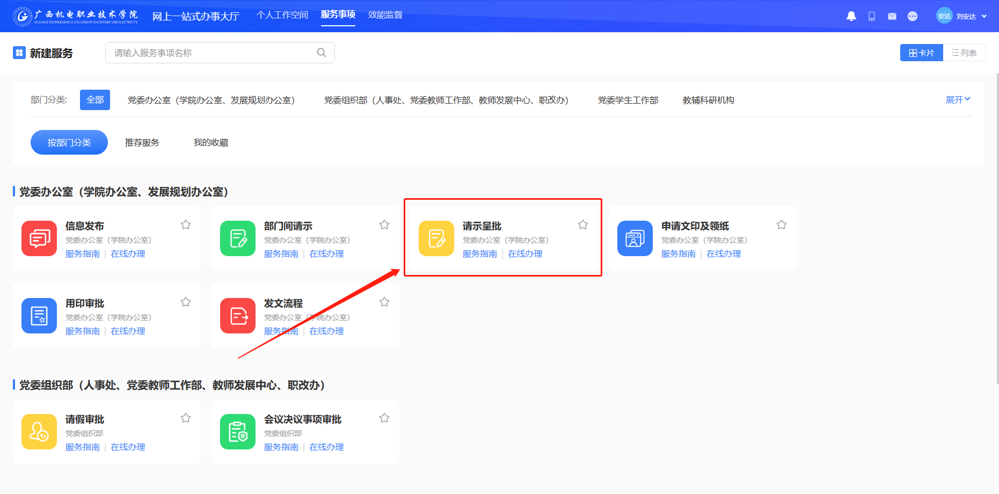 广西机电职业技术学院
GUANGXI TECHNOLOGICAL COLLEGE OF MACHINERY AND ELECTRICITY
网上一站式办事大厅 个人工作空间 服务事项 效能监督
安达 刘安达
新建服务
请输入服务事项名称
卡片 列表
部门分类: 全部 党委办公室（学院办公室、发展规划办公室） 党委组织部（人事处、党委教师工作部、教师发展中心、职改办） 党委学生工作部 教辅科研机构 展开
按部门分类 推荐服务 我的收藏
党委办公室（学院办公室、发展规划办公室）
信息发布
党委办公室（学院办公室）
服务指南 | 在线办理
部门间请示
党委办公室（学院办公室）
服务指南 | 在线办理
请示呈批
党委办公室（学院办公室）
服务指南 | 在线办理
申请文印及领纸
党委办公室（学院办公室）
服务指南 | 在线办理
用印审批
党委办公室（学院办公室）
服务指南 | 在线办理
发文流程
党委办公室（学院办公室）
服务指南 | 在线办理
党委组织部（人事处、党委教师工作部、教师发展中心、职改办）
请假审批
党委组织部
服务指南 | 在线办理
会议决议事项审批
党委组织部
服务指南 | 在线办理